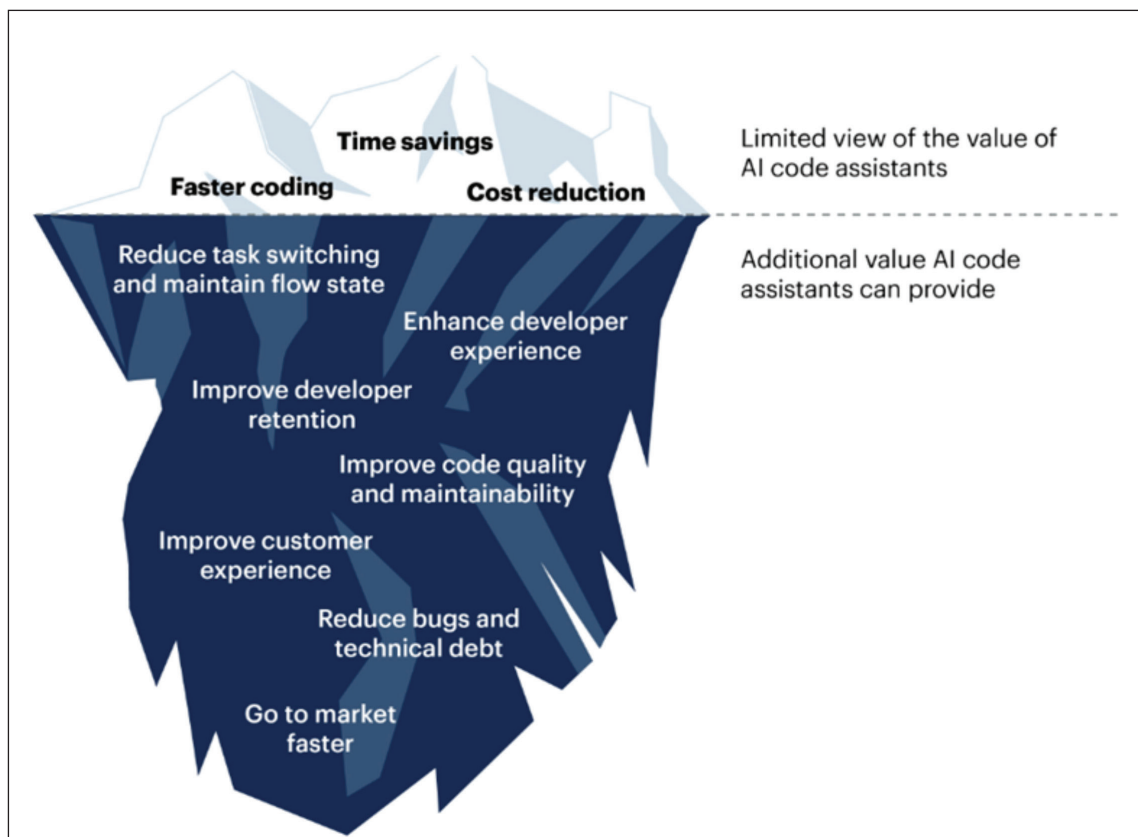 Time savings
Faster coding
Cost reduction
Limited view of the value of
AI code assistants
Reduce task switching
and maintain flow state
Additional value AI code
assistants can provide
Enhance developer
experience
Improve developer
retention
Improve code quality
and maintainability
Improve customer
experience
Reduce bugs and
technical debt
Go to market
faster